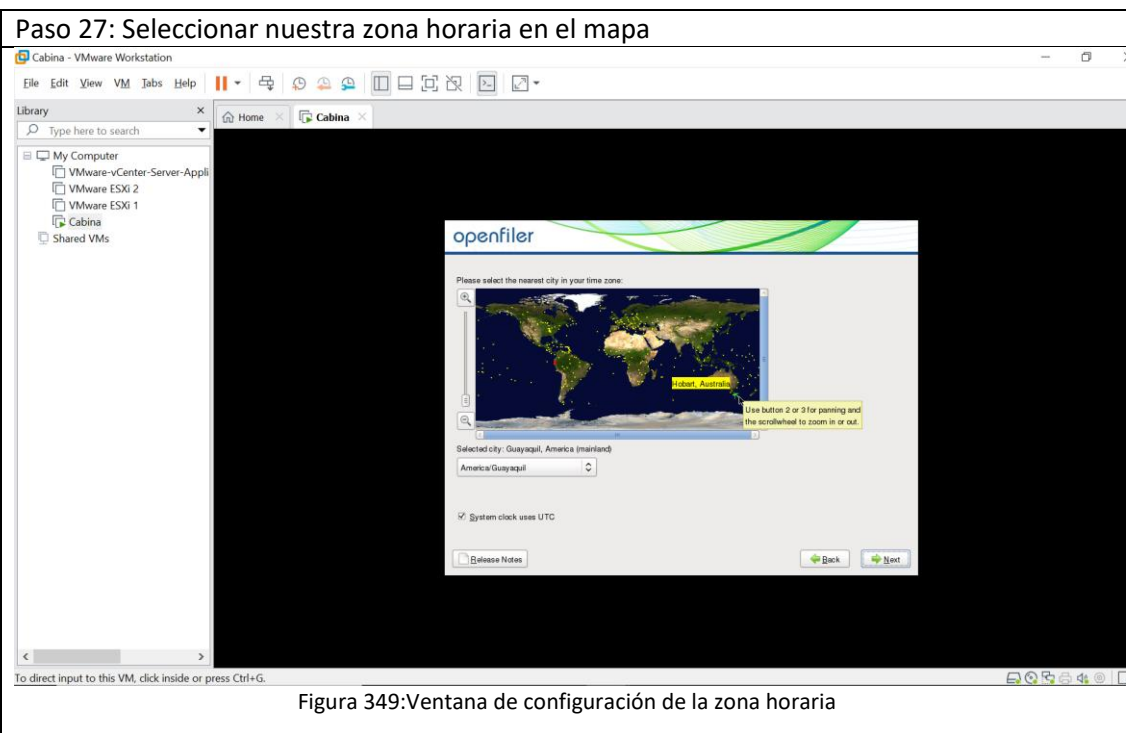 Paso 27: Seleccionar nuestra zona horaria en el mapa
Cabina - VMware Workstation
File Edit View VM Tabs Help
Library
Type here to search
Home
Cabina
My Computer
VMware-vCenter-Server-Appli
VMware ESXi 2
VMware ESXi 1
Cabina
Shared VMs
openfiler
Please select the nearest city in your time zone:
Hobart, Australia
Use button 2 or 3 for panning and
the scrollwheel to zoom in or out.
Selected city: Guayaquil, America (mainland)
America/Guayaquil
System clock uses UTC
Release Notes
Back
Next
To direct input to this VM, click inside or press Ctrl+G.
Figura 349:Ventana de configuración de la zona horaria